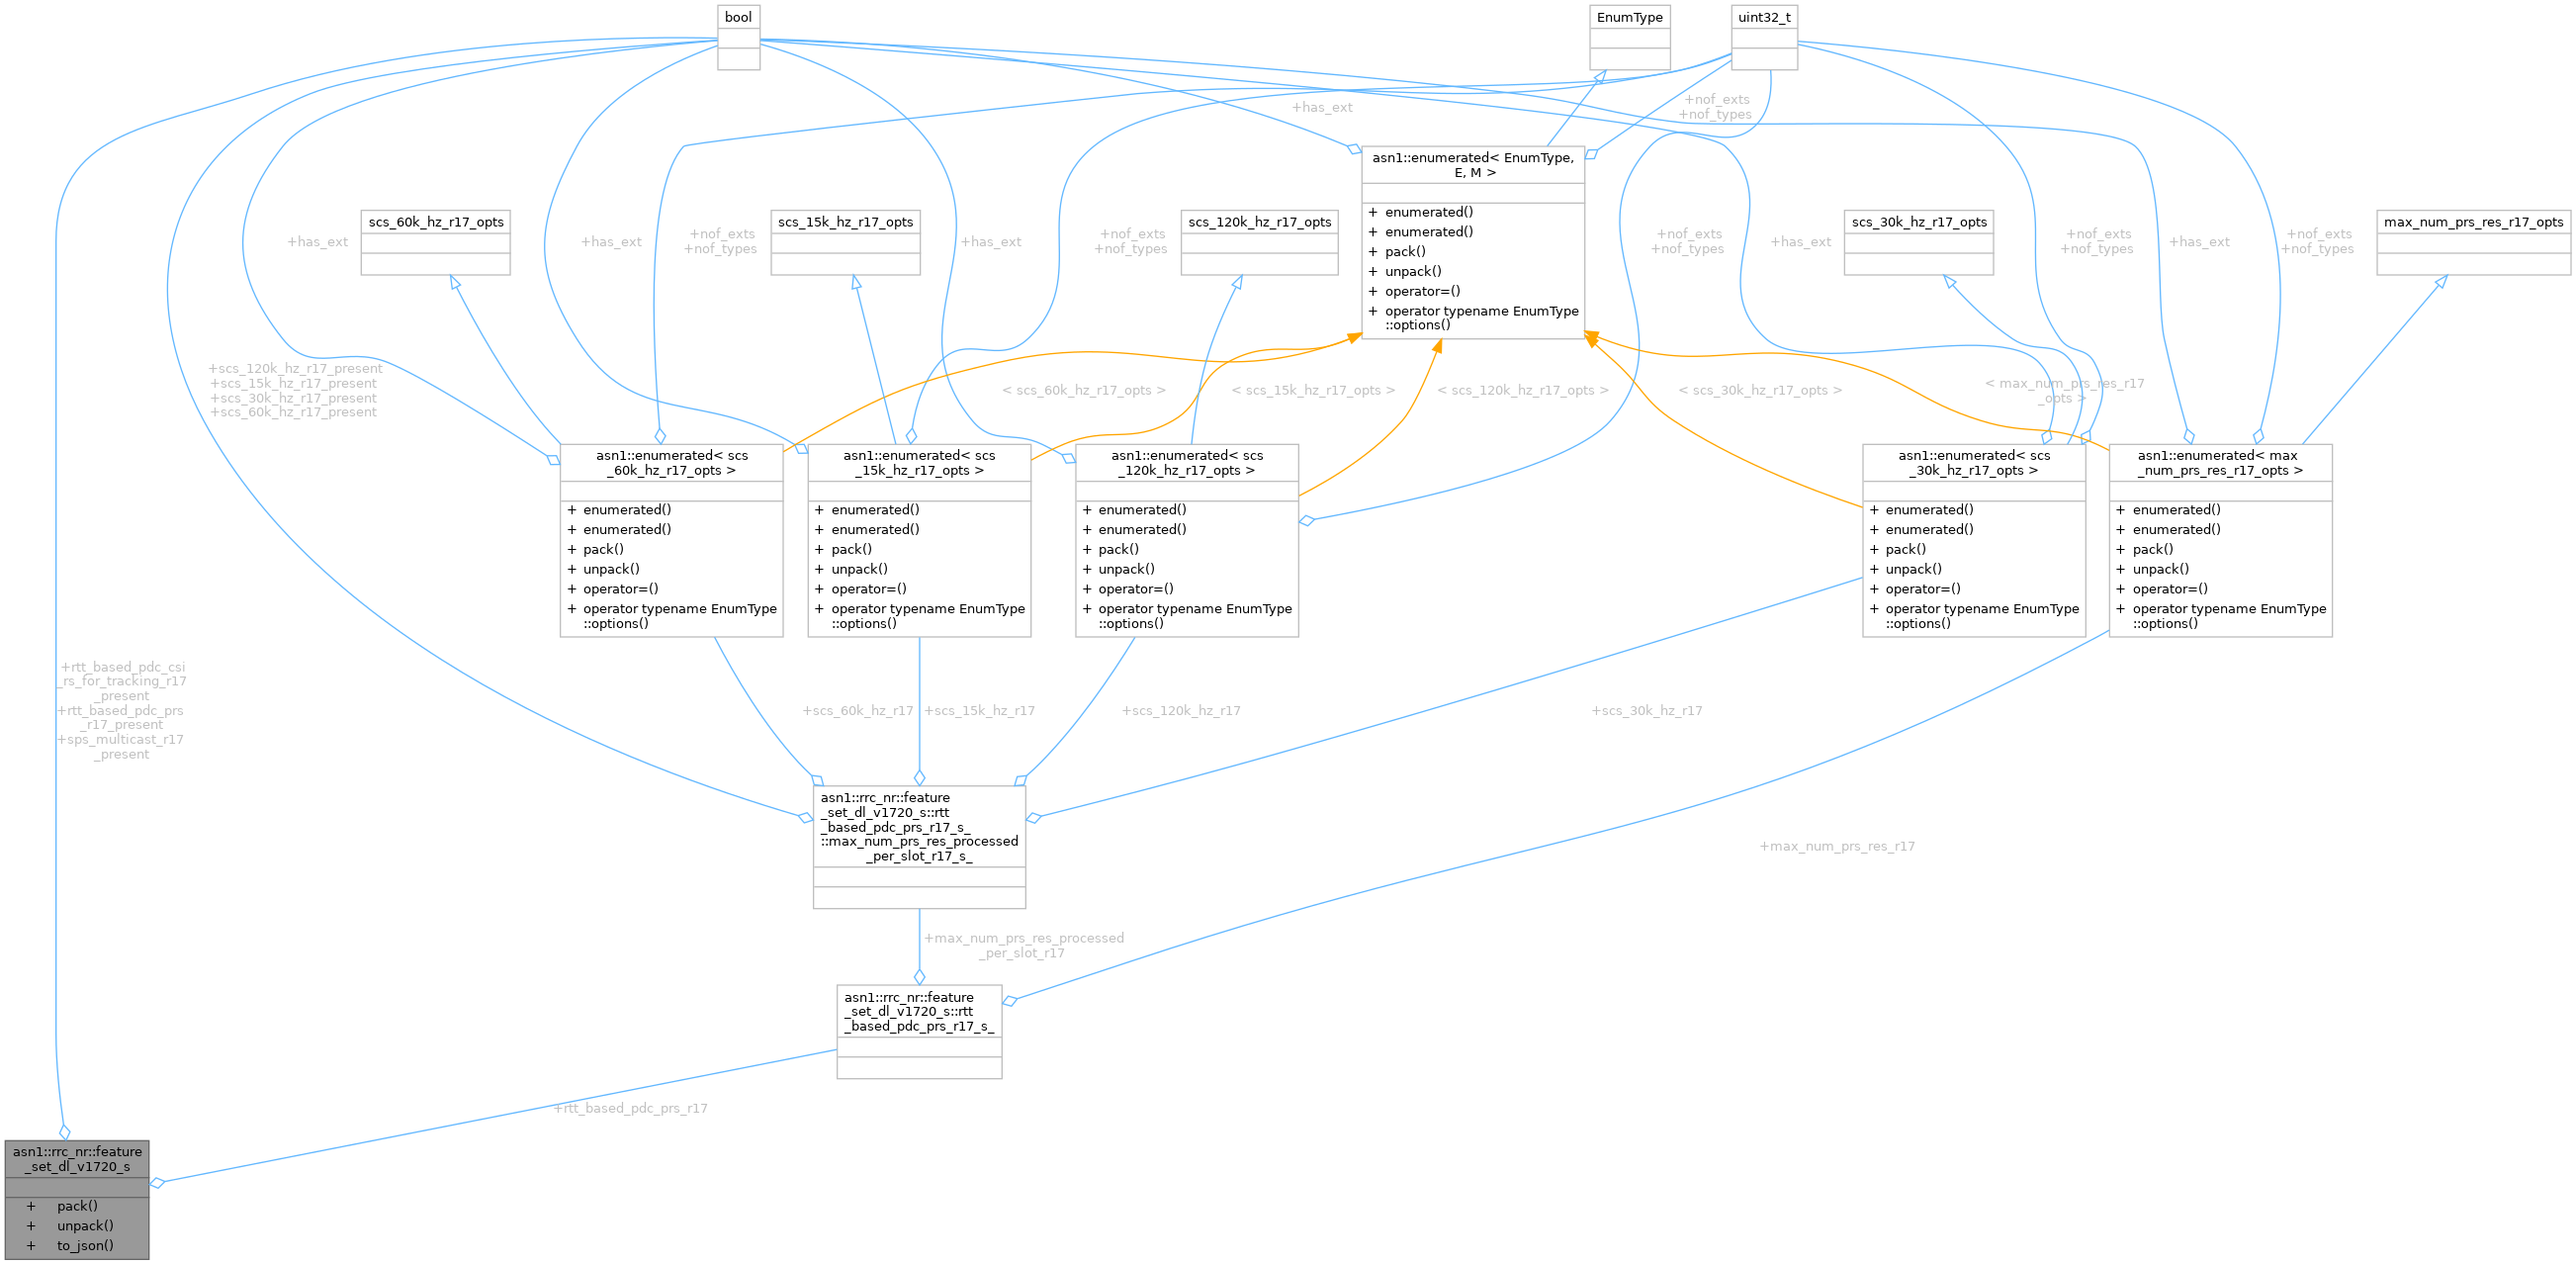 bool
EnumType
uint32_t
+has_ext
+nof_exts
+nof_types
asn1::enumerated< EnumType,
E, M >
+ enumerated()
+ enumerated()
+ pack()
+ unpack()
+ operator=()
+ operator typename EnumType
::options()
scs_60k_hz_r17_opts
scs_15k_hz_r17_opts
scs_120k_hz_r17_opts
scs_30k_hz_r17_opts
max_num_prs_res_r17_opts
+has_ext
+has_ext
+nof_exts
+nof_types
+has_ext
+nof_exts
+nof_types
+nof_exts
+nof_types
+has_ext
+nof_exts
+nof_types
+has_ext
+nof_exts
+nof_types
+scs_120k_hz_r17_present
+scs_15k_hz_r17_present
+scs_30k_hz_r17_present
+scs_60k_hz_r17_present
< scs_60k_hz_r17_opts >
< scs_15k_hz_r17_opts >
< scs_120k_hz_r17_opts >
< scs_30k_hz_r17_opts >
< max_num_prs_res_r17
_opts >
asn1::enumerated< scs
_60k_hz_r17_opts >
+ enumerated()
+ enumerated()
+ pack()
+ unpack()
+ operator=()
+ operator typename EnumType
::options()
asn1::enumerated< scs
_15k_hz_r17_opts >
+ enumerated()
+ enumerated()
+ pack()
+ unpack()
+ operator=()
+ operator typename EnumType
::options()
asn1::enumerated< scs
_120k_hz_r17_opts >
+ enumerated()
+ enumerated()
+ pack()
+ unpack()
+ operator=()
+ operator typename EnumType
::options()
asn1::enumerated< scs
_30k_hz_r17_opts >
+ enumerated()
+ enumerated()
+ pack()
+ unpack()
+ operator=()
+ operator typename EnumType
::options()
asn1::enumerated< max
_num_prs_res_r17_opts >
+ enumerated()
+ enumerated()
+ pack()
+ unpack()
+ operator=()
+ operator typename EnumType
::options()
+rtt_based_pdc_csi
_rs_for_tracking_r17
_present
+rtt_based_pdc_prs
_r17_present
+sps_multicast_r17
_present
+scs_60k_hz_r17
+scs_15k_hz_r17
+scs_120k_hz_r17
+scs_30k_hz_r17
asn1::rrc_nr::feature
_set_dl_v1720_s::rtt
_based_pdc_prs_r17_s_
::max_num_prs_res_processed
_per_slot_r17_s_
+max_num_prs_res_r17
+max_num_prs_res_processed
_per_slot_r17
asn1::rrc_nr::feature
_set_dl_v1720_s::rtt
_based_pdc_prs_r17_s_
+rtt_based_pdc_prs_r17
asn1::rrc_nr::feature
_set_dl_v1720_s
+ pack()
+ unpack()
+ to_json()